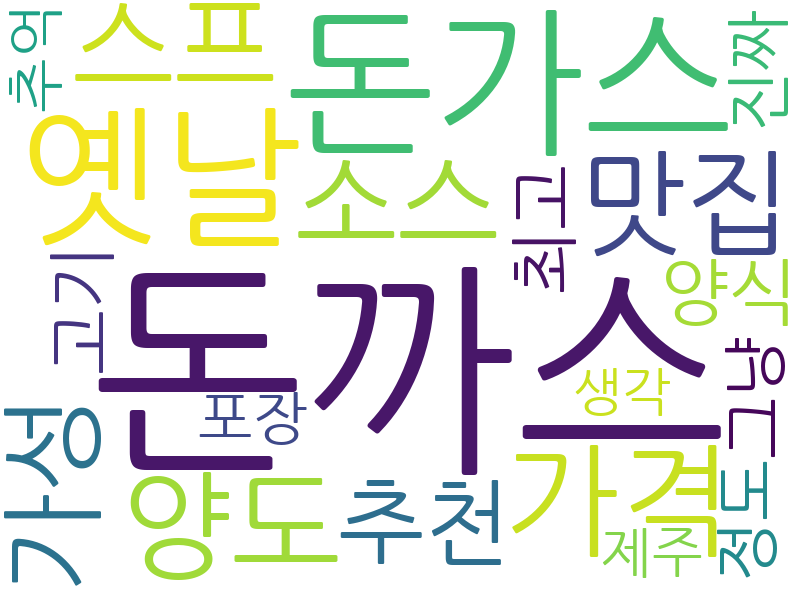 추억
스프
돈가스
진짜
옛날
소스
최고
맛집
고기
돈까스
양식
그냥
포장
생각
가성
양도
추천
가격
정도
제주